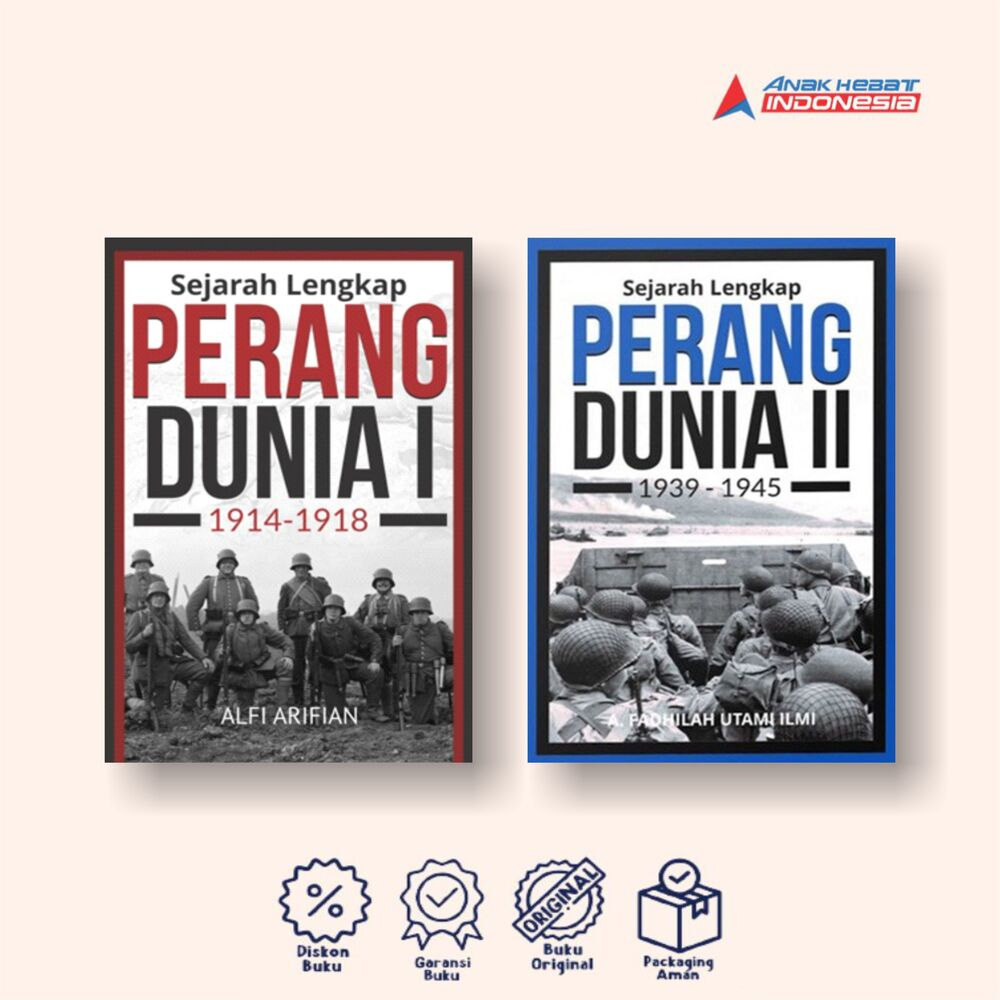 Anak Hebat
INDONESIA
Sejarah Lengkap
PERANG
DUNIA I
1914-1918
ALFI ARIFIAN
Sejarah Lengkap
PERANG
DUNIA II
1939 - 1945
A. FADHILAH UTAMI ILMI
Diskon
Buku
Garansi
Buku
ORIGINAL
Buku
Original
Packaging
Aman